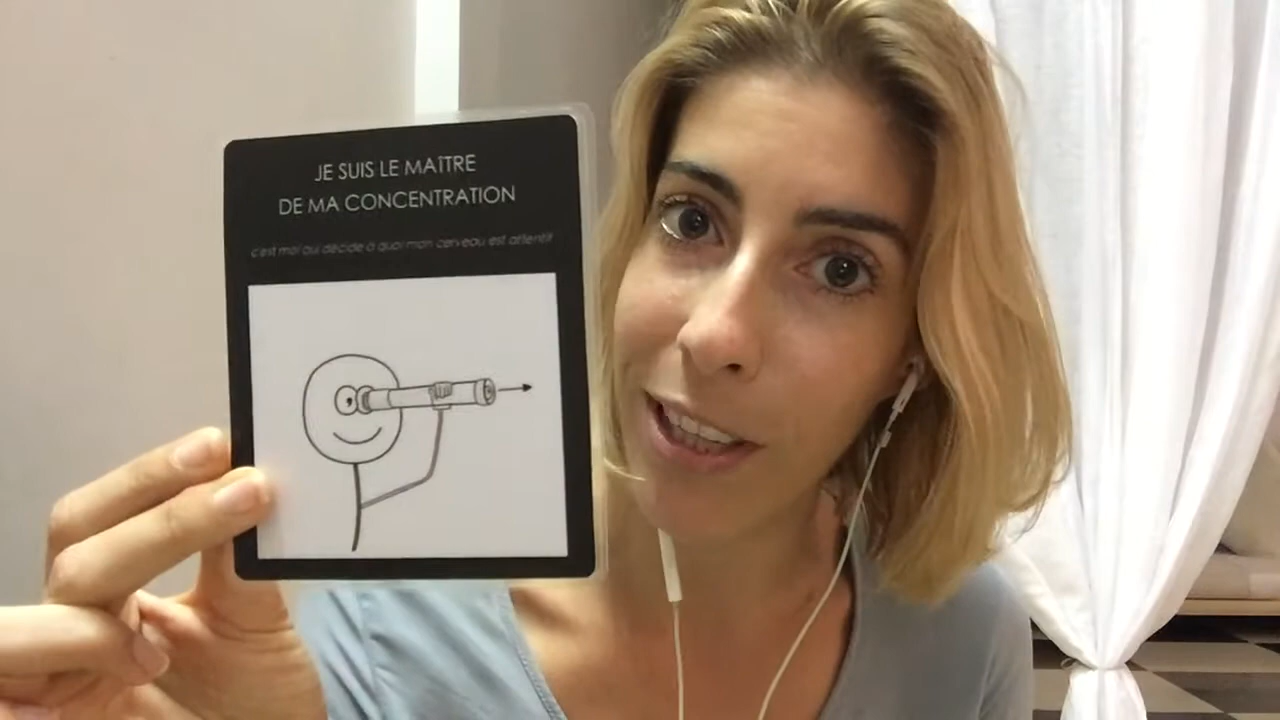 JE SUIS LE MAÎTRE
DE MA CONCENTRATION
c'est moi qui décide à quoi mon cerveau est attentif